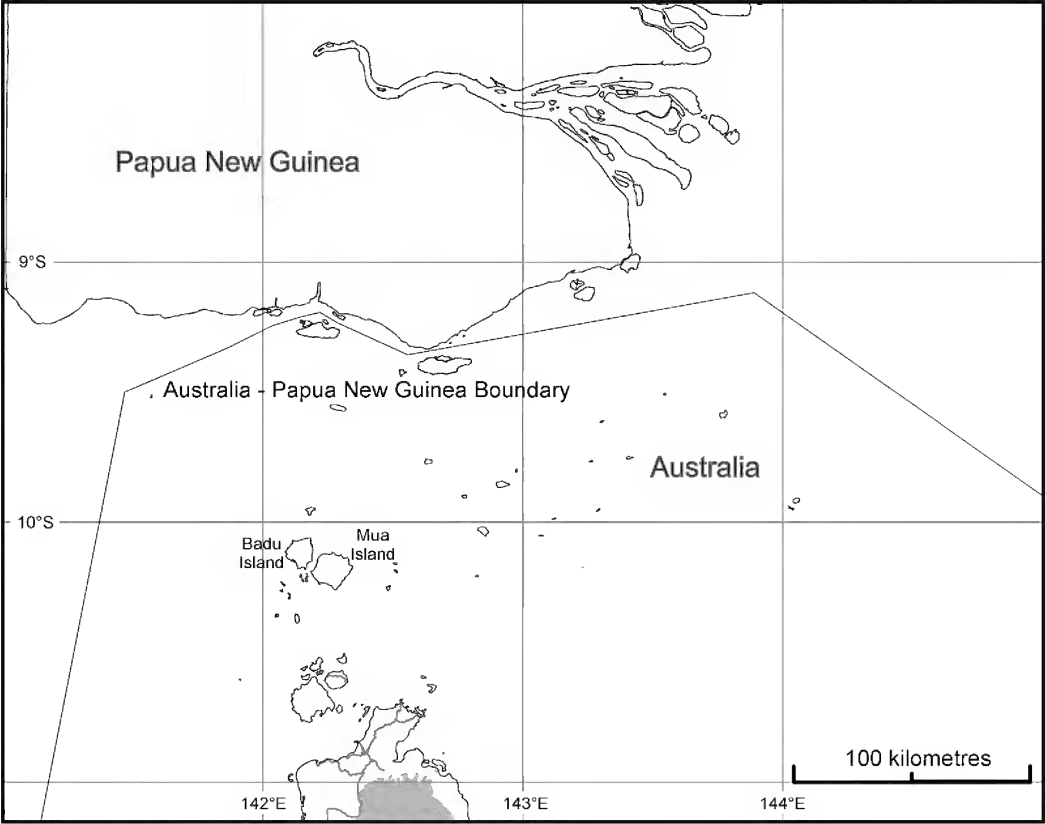 Papua New Guinea
9°S
Australia - Papua New Guinea Boundary
Australia
10°S
Badu
Island
Mua
Island
100 kilometres
142°E
143°E
144°E